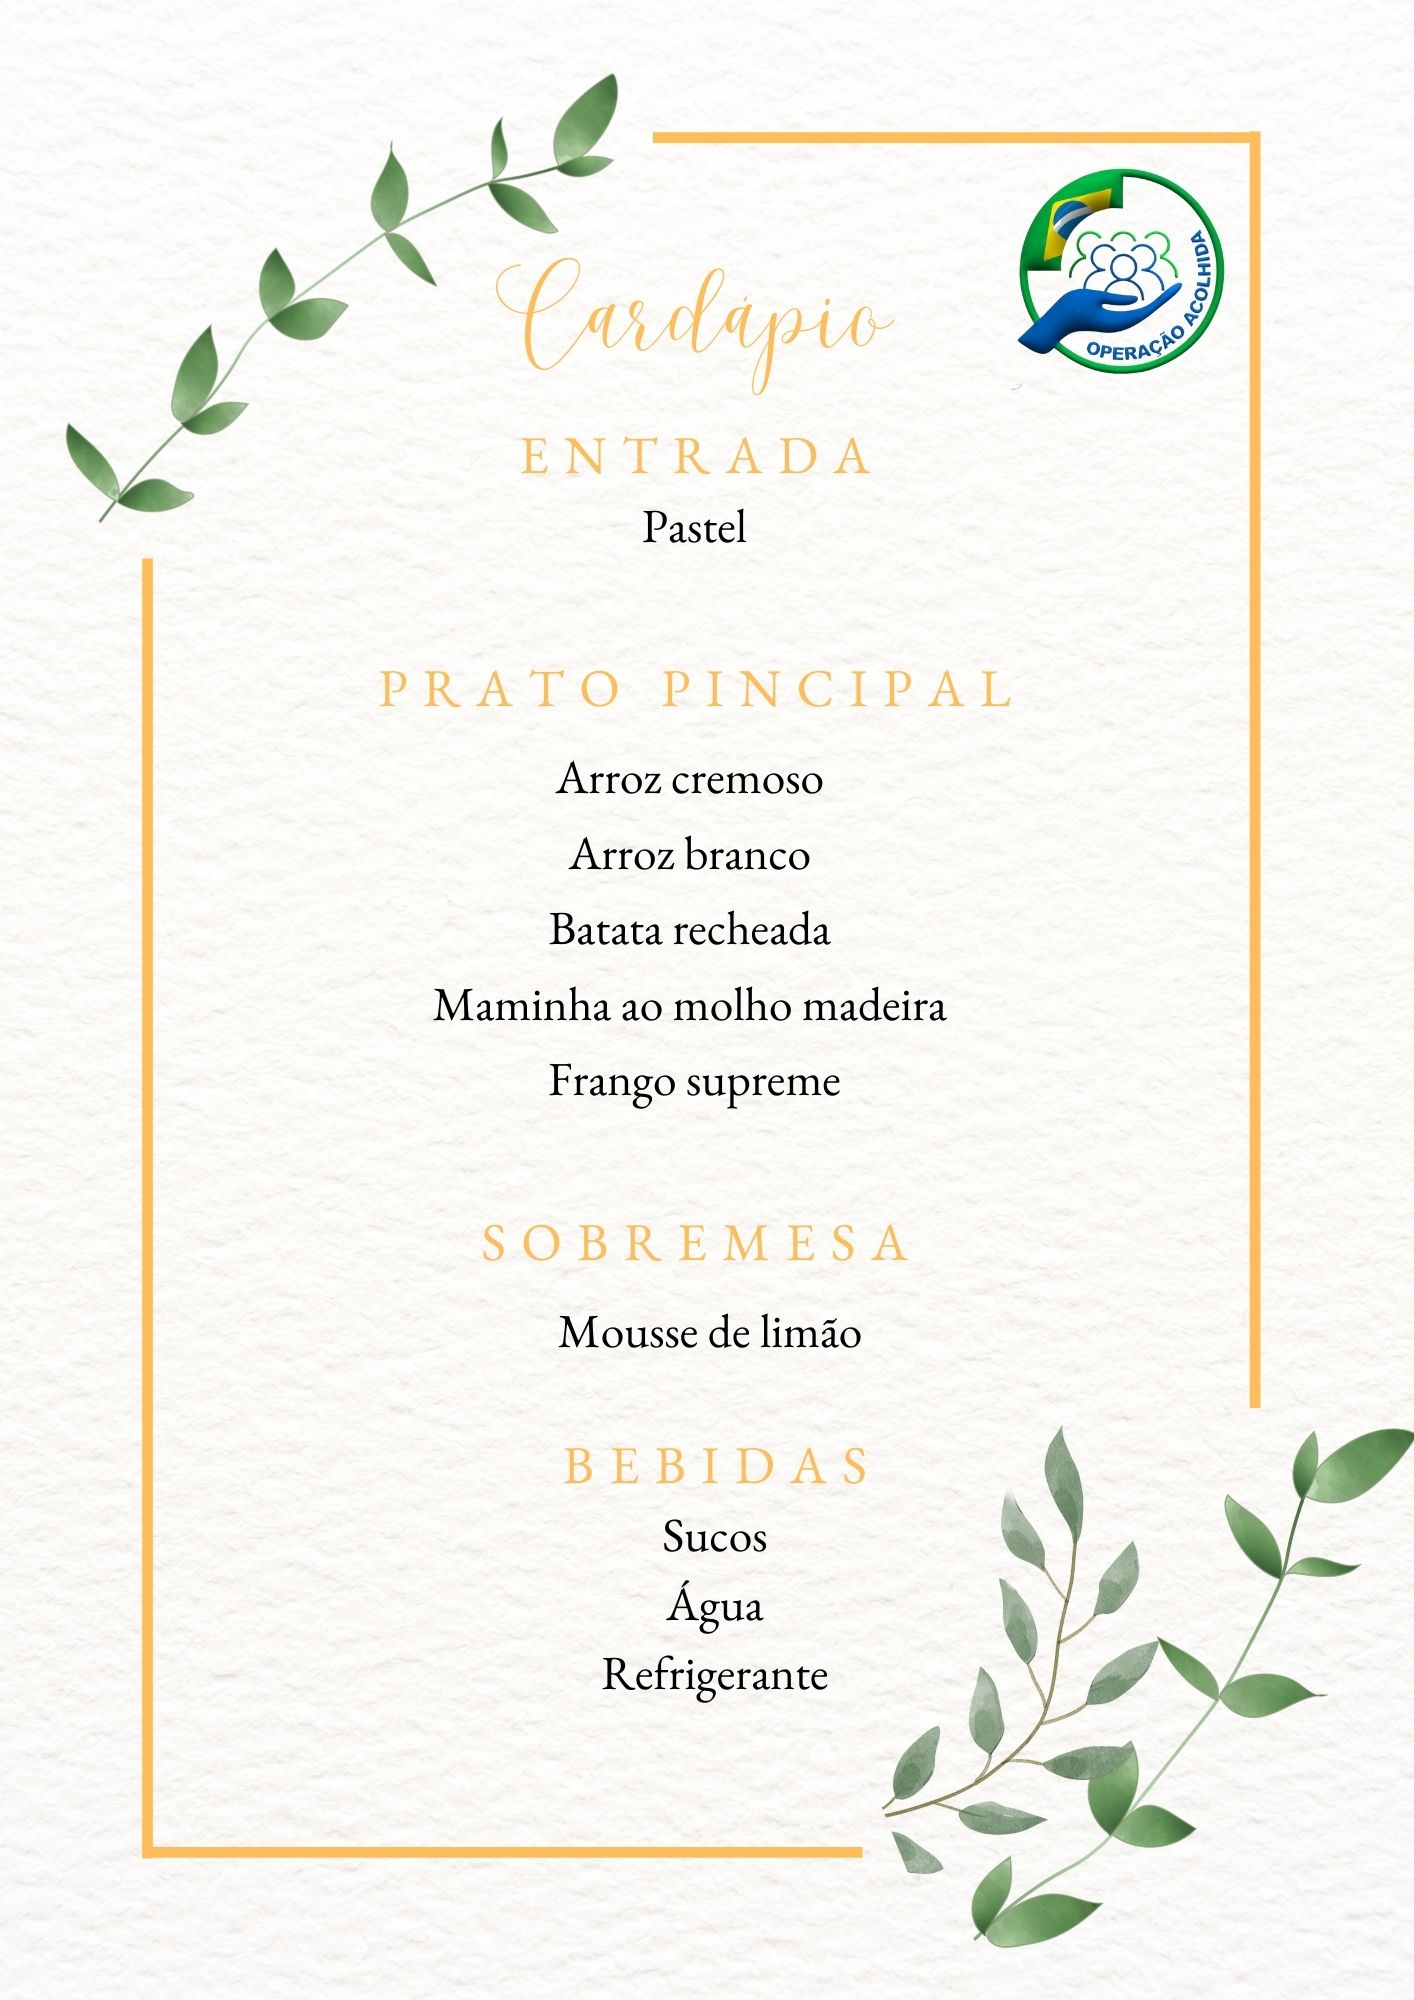 Cardápio
OPERAÇÃO ACOLHIDA
ENTRADA
Pastel
PRATO PINCIPAL
Arroz cremoso
Arroz branco
Batata recheada
Maminha ao molho madeira
Frango supreme
SOBREMESA
Mousse de limão
BEBIDAS
Sucos
Água
Refrigerante